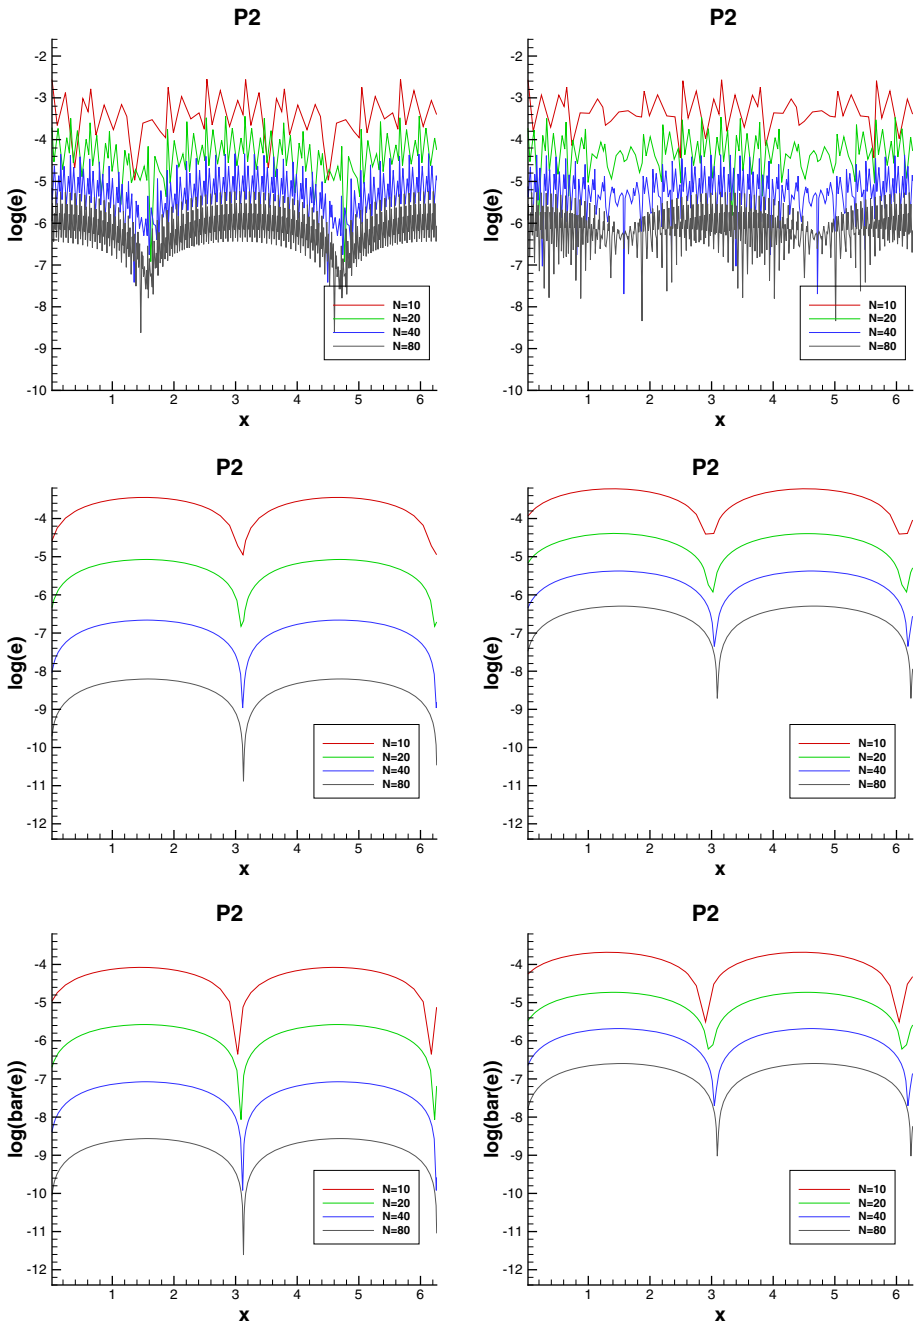 P2
log(e)
-2
-3
-4
-5
-6
-7
-8
-9
-10
1 2 3 4 5 6
x
N=10
N=20
N=40
N=80
P2
log(e)
-2
-3
-4
-5
-6
-7
-8
-9
-10
1 2 3 4 5 6
x
N=10
N=20
N=40
N=80
P2
log(e)
-4
-5
-6
-7
-8
-9
-10
-11
-12
1 2 3 4 5 6
x
N=10
N=20
N=40
N=80
P2
log(e)
-4
-5
-6
-7
-8
-9
-10
-11
-12
1 2 3 4 5 6
x
N=10
N=20
N=40
N=80
P2
log(bar(e))
-4
-5
-6
-7
-8
-9
-10
-11
-12
1 2 3 4 5 6
x
N=10
N=20
N=40
N=80
P2
log(bar(e))
-4
-5
-6
-7
-8
-9
-10
-11
-12
1 2 3 4 5 6
x
N=10
N=20
N=40
N=80